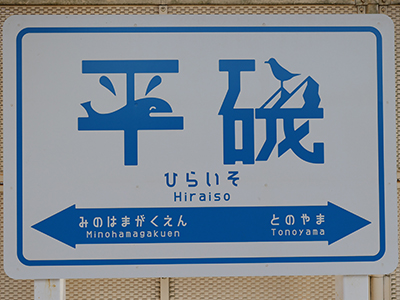 平磯
ひらいそ
Hiraiso
みのはまがくえん とのやま
Minohamagakuen Tonoyama